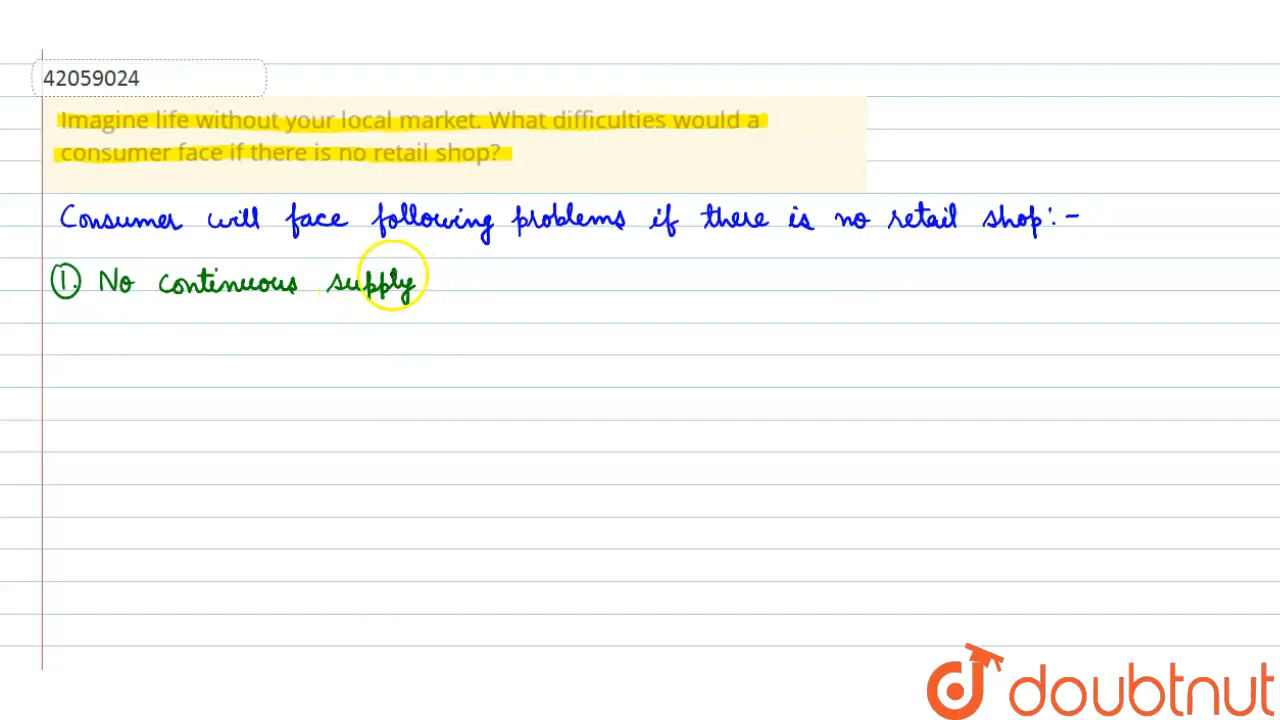 42059024
Imagine life without your local market. What difficulties would a
consumer face if there is no retail shop?
Consumer will face following problems if there is no retail shop:-
1. No continuous supply
doubtnut